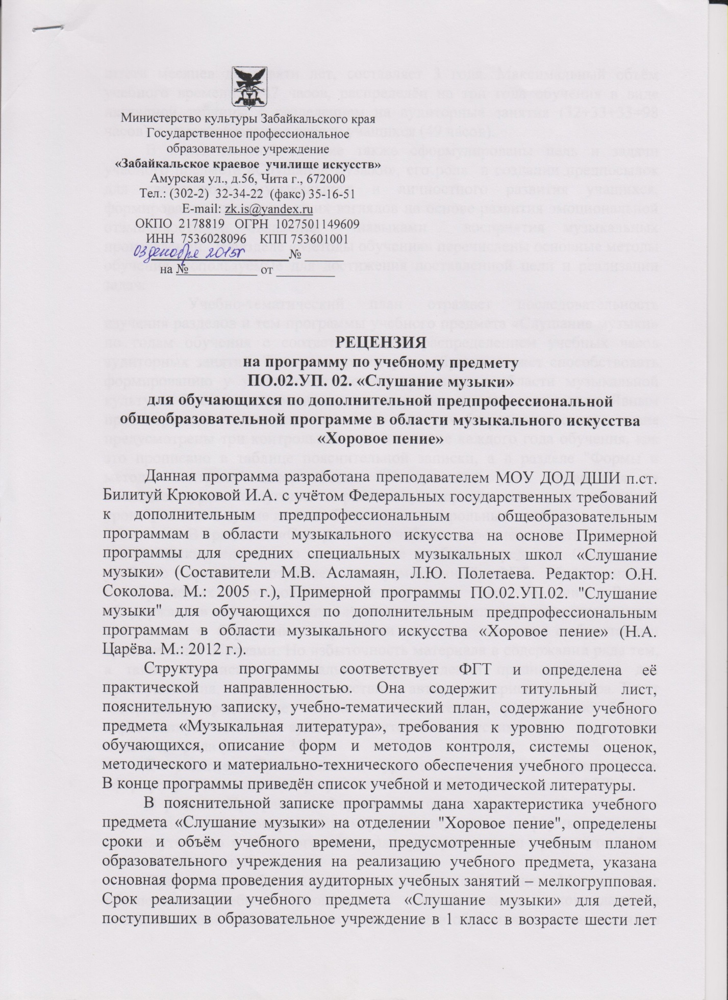 Министерство культуры Забайкальского края
Государственное профессиональное
образовательное учреждение
«Забайкальское краевое училище искусств»
Амурская ул., д.56, Чита г., 672000
Тел.: (302-2) 32-34-22 (факс) 35-16-51
E-mail: zk.is@yandex.ru
ОКПО 2178819 ОГРН 1027501149609
ИНН 7536028096 КПП 753601001
03 декабря 2015г № ______
на № ____________ от _________
РЕЦЕНЗИЯ
на программу по учебному предмету
ПО.02.УП. 02. «Слушание музыки»
для обучающихся по дополнительной предпрофессиональной
общеобразовательной программе в области музыкального искусства
«Хоровое пение»
Данная программа разработана преподавателем МОУ ДОД ДШИ п.ст.
Билитуй Крюковой И.А. с учётом Федеральных государственных требований
к дополнительным предпрофессиональным общеобразовательным
программам в области музыкального искусства на основе Примерной
программы для средних специальных музыкальных школ «Слушание
музыки» (Составители М.В. Асламаян, Л.Ю. Полетаева. Редактор: О.Н.
Соколова. М.: 2005 г.), Примерной программы ПО.02.УП.02. "Слушание
музыки" для обучающихся по дополнительным предпрофессиональным
программам в области музыкального искусства «Хоровое пение» (Н.А.
Царёва. М.: 2012 г.).
Структура программы соответствует ФГТ и определена её
практической направленностью. Она содержит титульный лист,
пояснительную записку, учебно-тематический план, содержание учебного
предмета «Музыкальная литература», требования к уровню подготовки
обучающихся, описание форм и методов контроля, системы оценок,
методического и материально-технического обеспечения учебного процесса.
В конце программы приведён список учебной и методической литературы.
В пояснительной записке программы дана характеристика учебного
предмета «Слушание музыки» на отделении "Хоровое пение", определены
сроки и объём учебного времени, предусмотренные учебным планом
образовательного учреждения на реализацию учебного предмета, указана
основная форма проведения аудиторных учебных занятий – мелкогрупповая.
Срок реализации учебного предмета «Слушание музыки» для детей,
поступивших в образовательное учреждение в 1 класс в возрасте шести лет